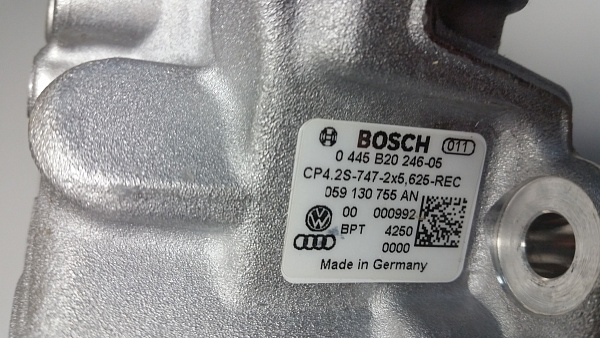 BOSCH 011
0 445 B20 246-05
CP4.2S-747-2x5,625-REC
059 130 755 AN
00 000992
BPT 4250
0000
Made in Germany